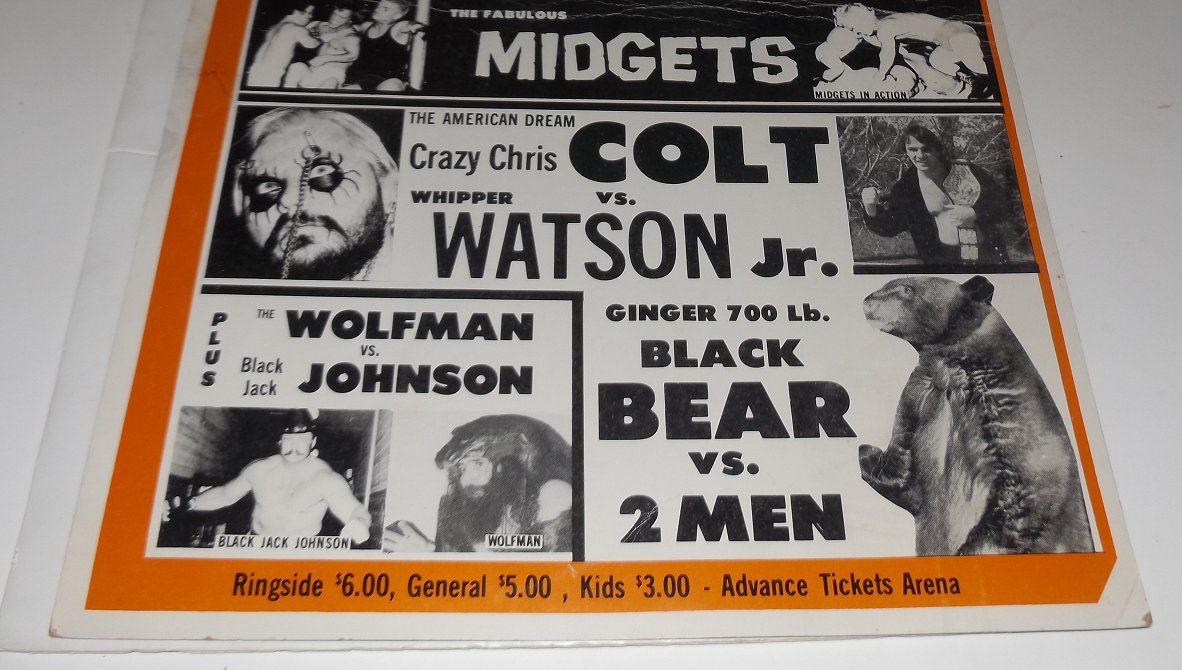 THE FABULOUS
MIDGETS
MIDGETS IN ACTION
THE AMERICAN DREAM
Crazy Chris COLT
WHIPPER vs.
WATSON Jr.
PLUS
THE WOLFMAN
vs.
Black Jack JOHNSON
BLACK JACK JOHNSON
WOLFMAN
GINGER 700 Lb.
BLACK
BEAR
vs.
2 MEN
Ringside $6.00, General $5.00 , Kids $3.00 - Advance Tickets Arena